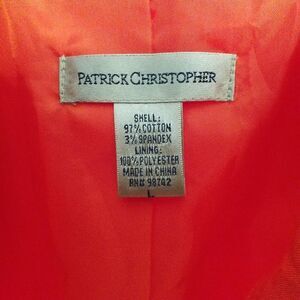 PATRICK CHRISTOPHER
SHELL:
97% COTTON
3% SPANDEX
LINING:
100% POLYESTER
MADE IN CHINA
RN# 98742
L